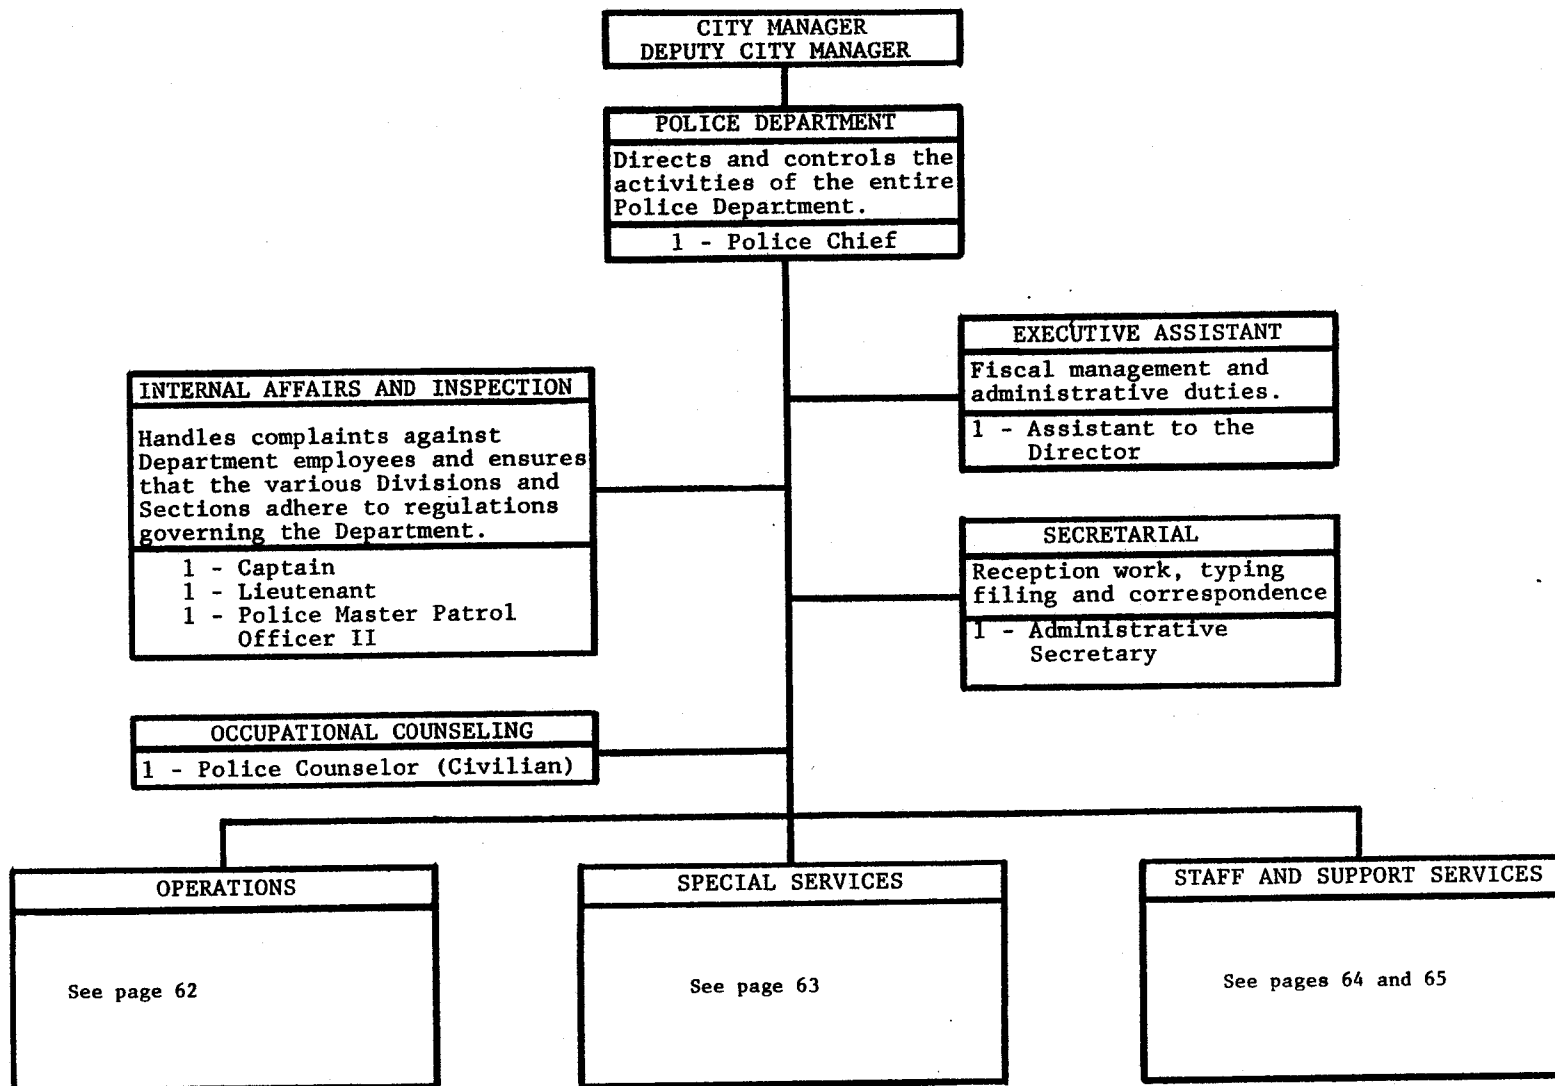 CITY MANAGER
DEPUTY CITY MANAGER
POLICE DEPARTMENT
Directs and controls the
activities of the entire
Police Department.
1 - Police Chief
EXECUTIVE ASSISTANT
Fiscal management and
administrative duties.
1 - Assistant to the
Director
INTERNAL AFFAIRS AND INSPECTION
Handles complaints against
Department employees and ensures
that the various Divisions and
Sections adhere to regulations
governing the Department.
1 - Captain
1 - Lieutenant
1 - Police Master Patrol
Officer II
SECRETARIAL
Reception work, typing
filing and correspondence
1 - Administrative
Secretary
OCCUPATIONAL COUNSELING
1 - Police Counselor (Civilian)
OPERATIONS
See page 62
SPECIAL SERVICES
See page 63
STAFF AND SUPPORT SERVICES
See pages 64 and 65